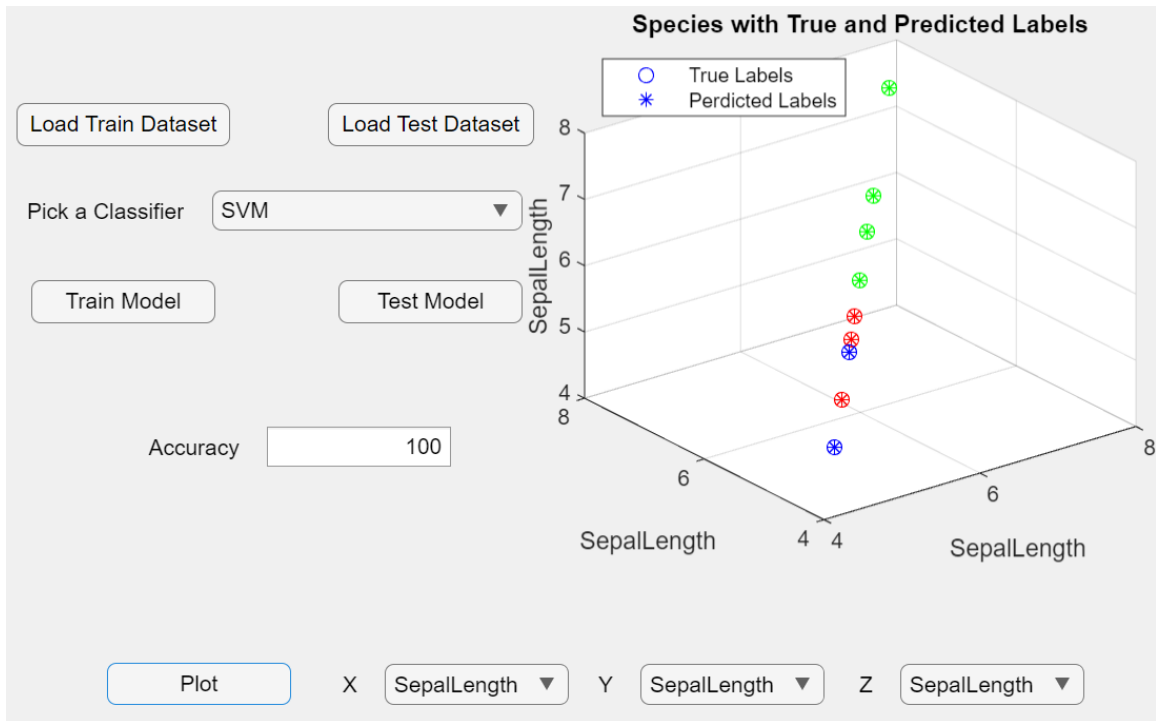 Species with True and Predicted Labels
True Labels
Perdicted Labels
Load Train Dataset
Load Test Dataset
Pick a Classifier
SVM
Train Model
Test Model
Accuracy
100
SepalLength
8
7
6
5
4
8
6
4
SepalLength
4
6
8
SepalLength
Plot
X
SepalLength
Y
SepalLength
Z
SepalLength